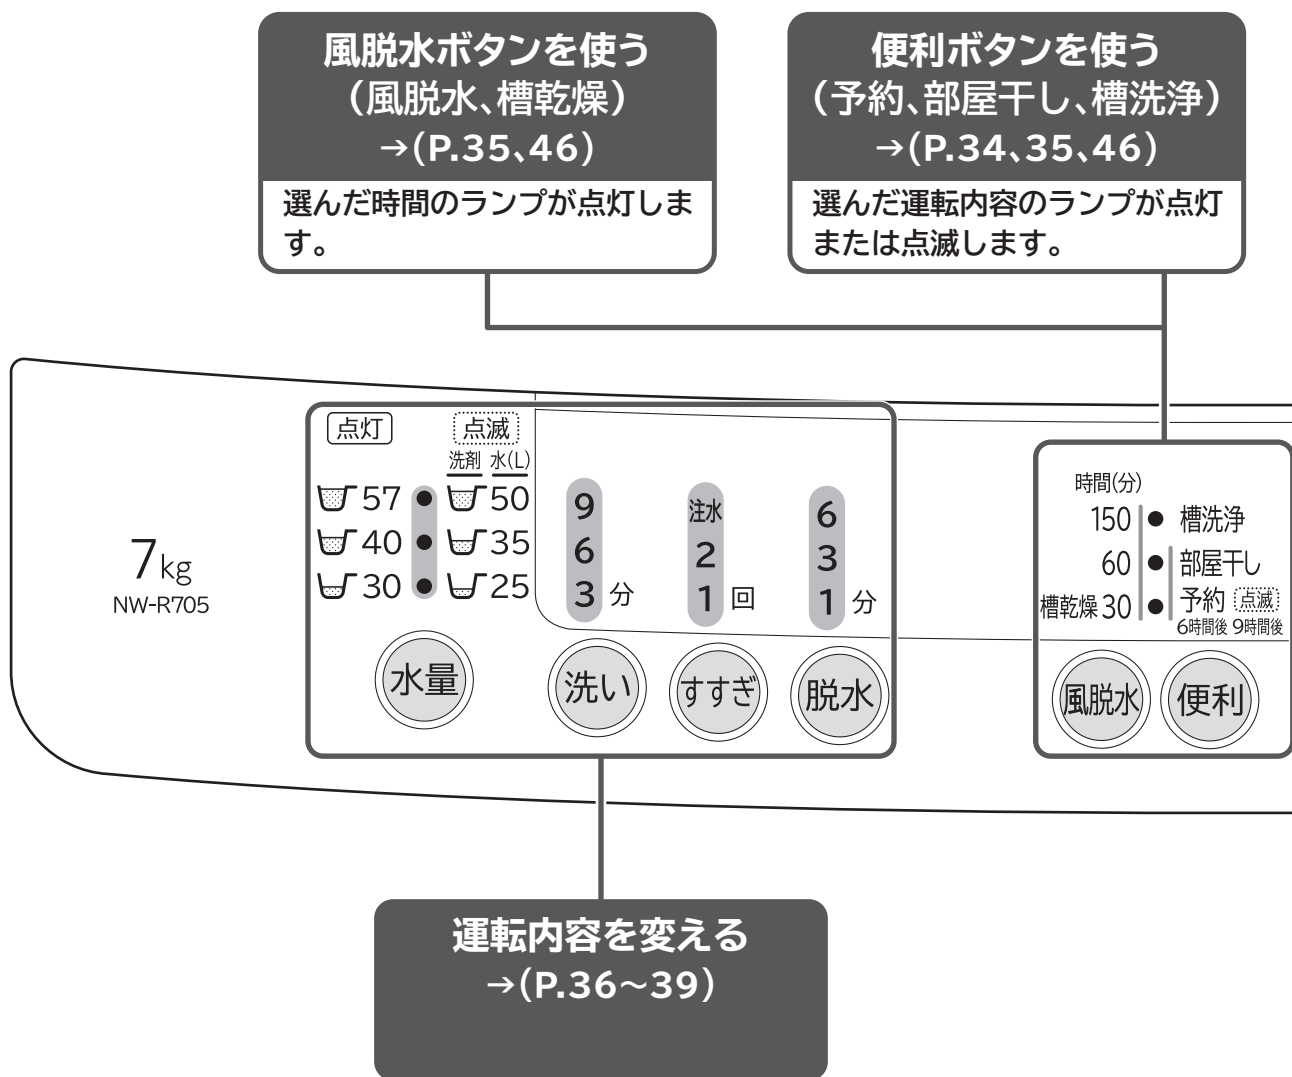 風脱水ボタンを使う
（風脱水、槽乾燥）
→(P.35、46)
選んだ時間のランプが点灯しま
す。
便利ボタンを使う
（予約、部屋干し、槽洗浄）
→(P.34、35、46)
選んだ運転内容のランプが点灯
または点滅します。
7kg
NW-R705
点灯 点滅
洗剤 水(L)
57 50
40 35
30 25
水量
9
6
3 分
洗い
注水
2
1 回
すすぎ
6
3
1 分
脱水
時間(分)
150 槽洗浄
60 部屋干し
槽乾燥 30 予約 点滅
6時間後 9時間後
風脱水 便利
運転内容を変える
→(P.36～39)